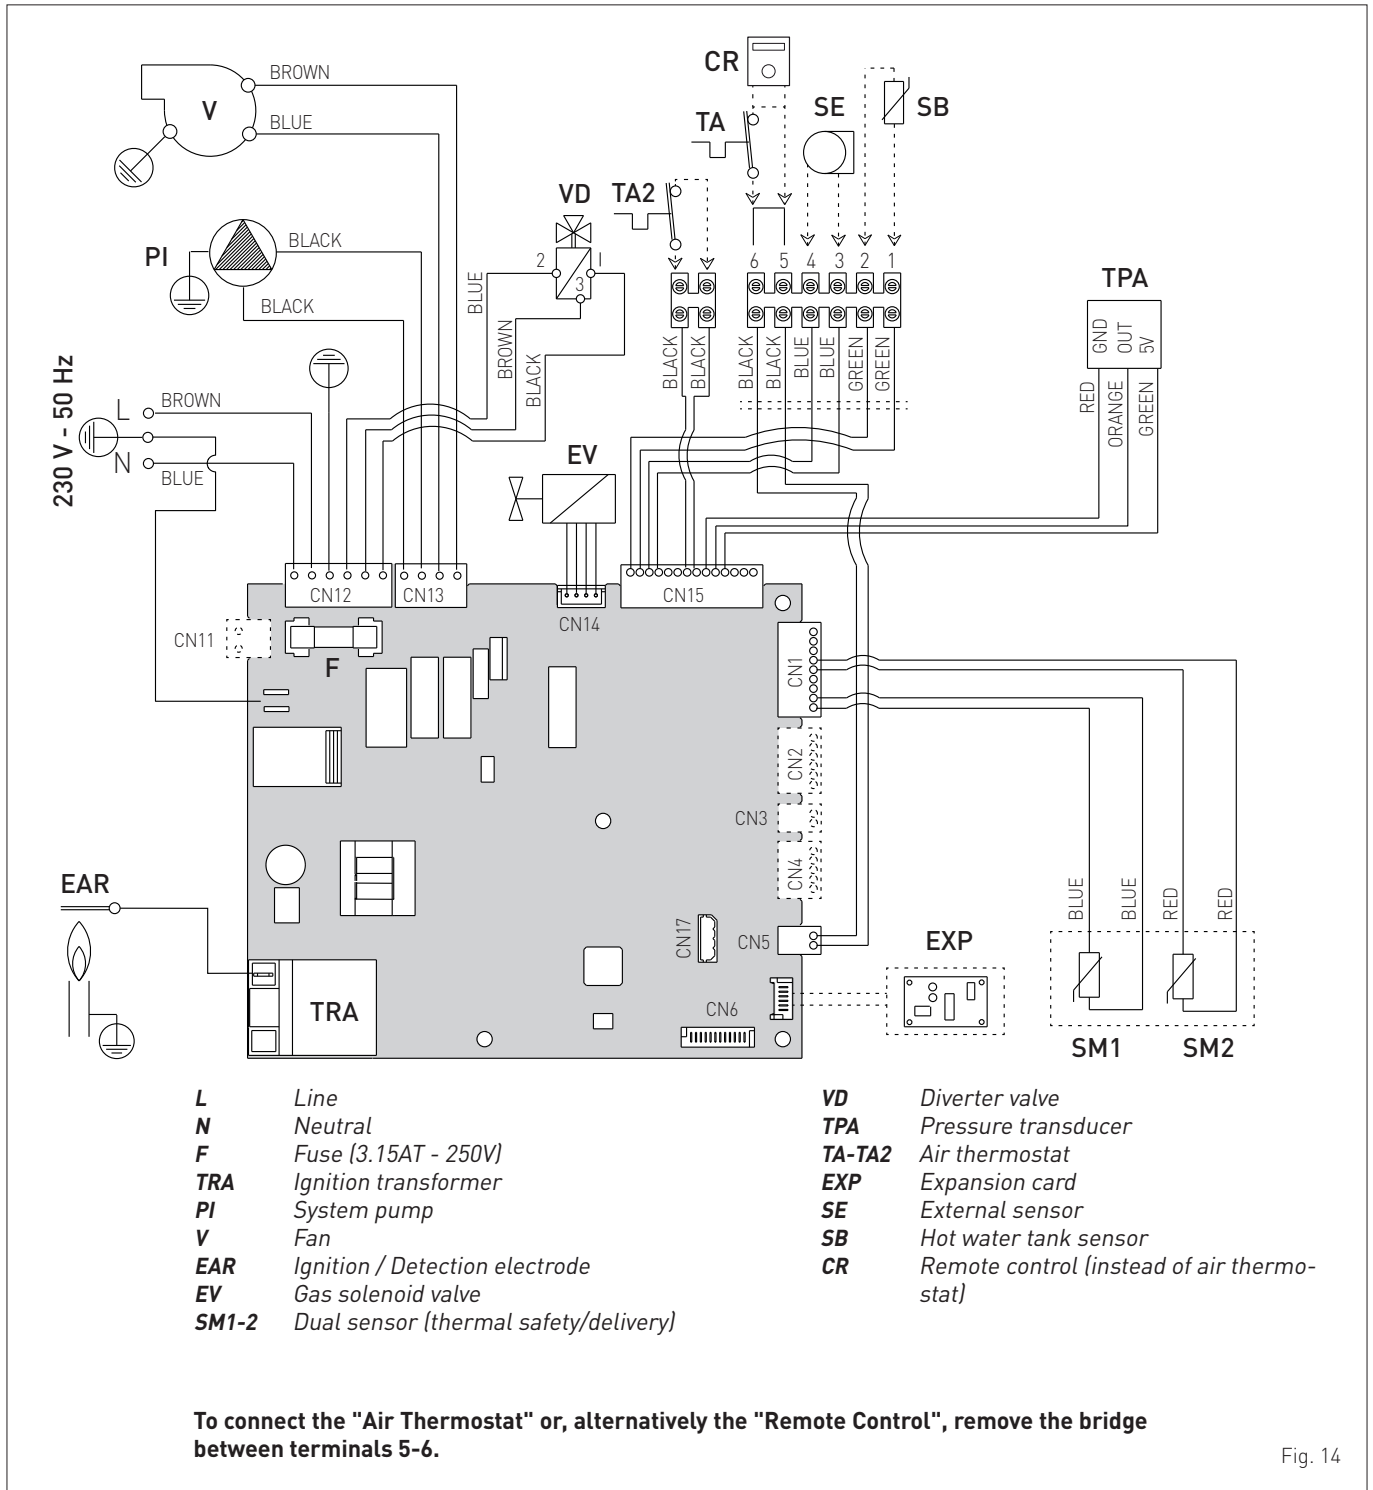 BROWN
V
BLUE
CR
TA
SE
SB
VD
TA2
PI
BLACK
BLACK
2
1
3
BLUE
BROWN
BLACK
6 5 4 3 2 1
BLACK
BLACK
BLACK
BLACK
BLUE
BLUE
GREEN
GREEN
TPA
GND
OUT
5V
RED
ORANGE
GREEN
230 V - 50 Hz
L
BROWN
N
BLUE
EV
CN12
CN13
CN14
CN15
CN11
F
CN1
CN2
CN3
CN4
EAR
CN17
CN5
EXP
BLUE
BLUE
RED
RED
TRA
CN6
SM1
SM2
L Line
N Neutral
F Fuse (3.15AT - 250V)
TRA Ignition transformer
PI System pump
V Fan
EAR Ignition / Detection electrode
EV Gas solenoid valve
SM1-2 Dual sensor (thermal safety/delivery)
VD Diverter valve
TPA Pressure transducer
TA-TA2 Air thermostat
EXP Expansion card
SE External sensor
SB Hot water tank sensor
CR Remote control (instead of air thermo-
stat)
To connect the "Air Thermostat" or, alternatively the "Remote Control", remove the bridge
between terminals 5-6.
Fig. 14